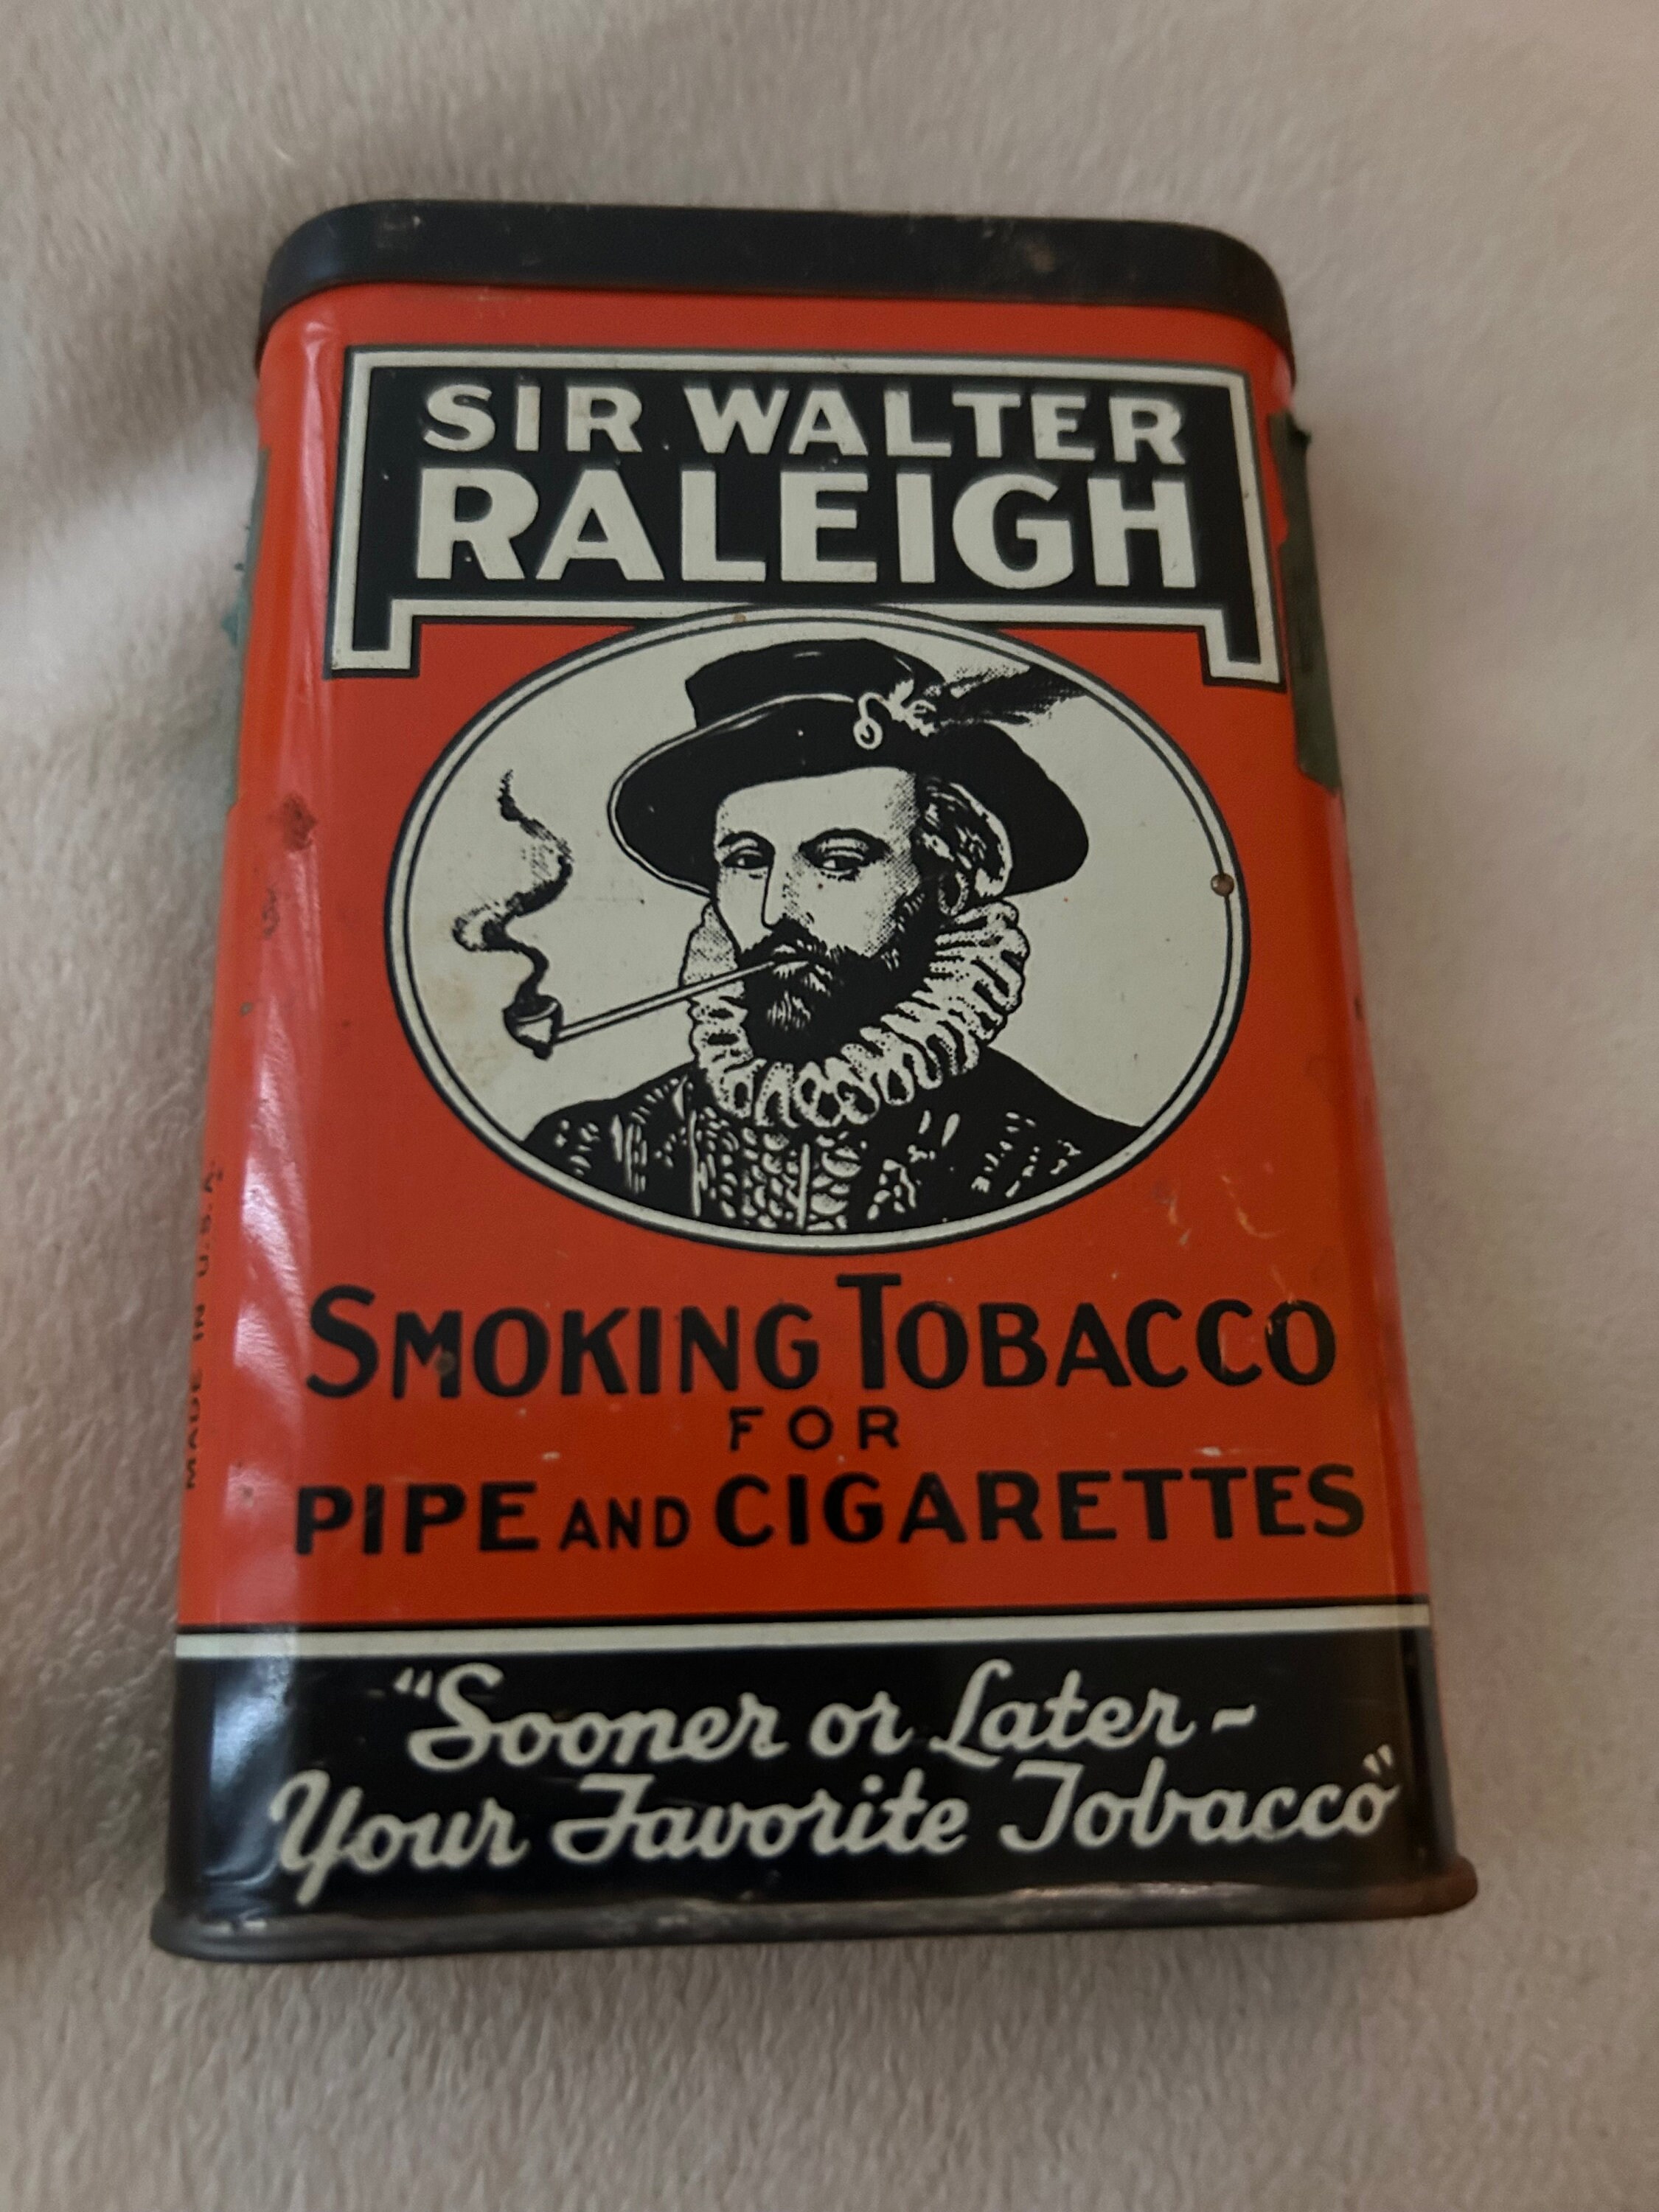 SIR WALTER
RALEIGH
SMOKING TOBACCO
FOR
PIPE AND CIGARETTES
"Sooner or Later -
Your Favorite Tobacco"
MADE IN U.S.A.